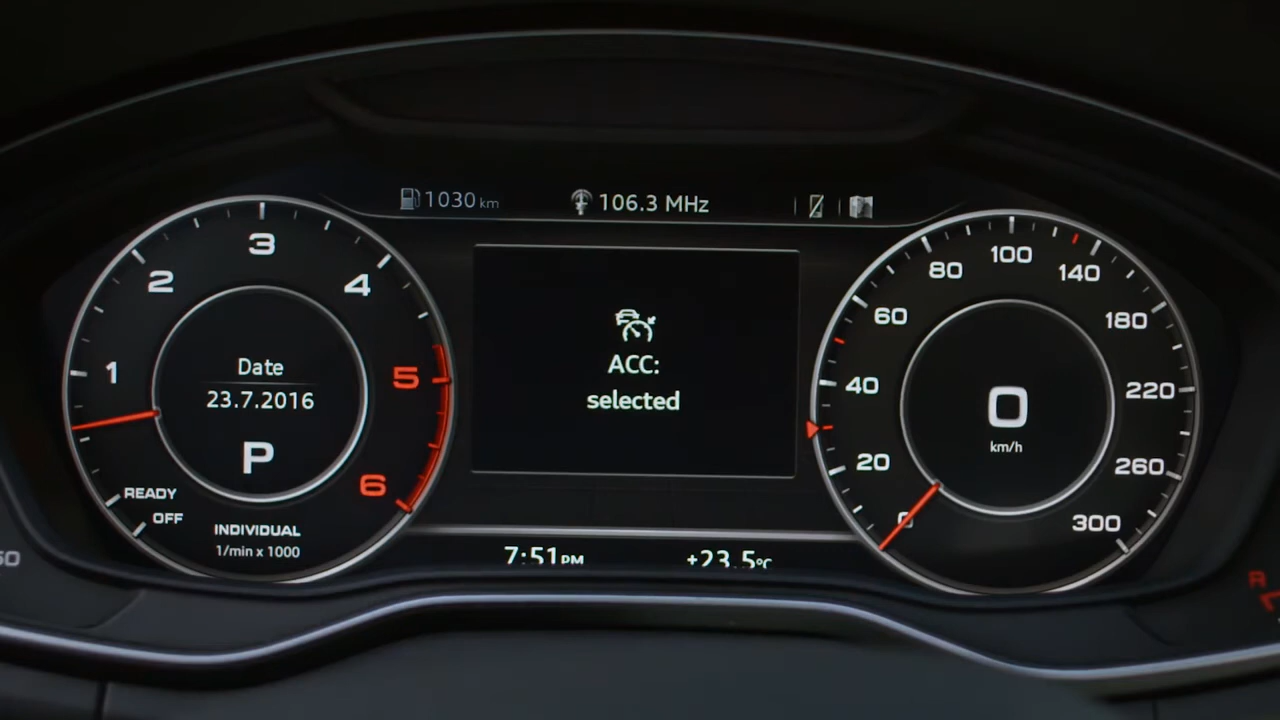 1030 km
106.3 MHz
1
2
3
4
5
6
Date
23.7.2016
P
READY
OFF
INDIVIDUAL
1/min x 1000
ACC:
selected
0
20
40
60
80
100
140
180
220
260
300
0
km/h
7:51PM
+23.5°C